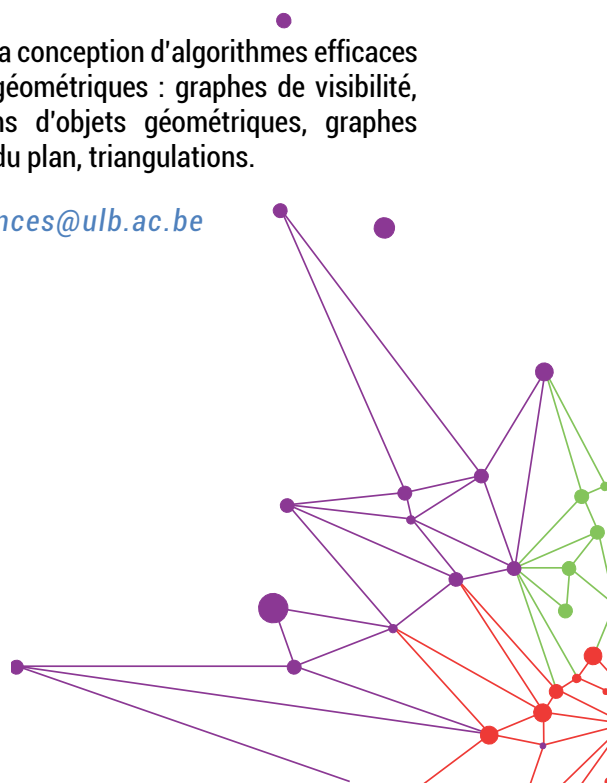 a conception d'algorithmes efficaces
géométriques : graphes de visibilité,
ns d'objets géométriques, graphes
du plan, triangulations.
nces@ulb.ac.be